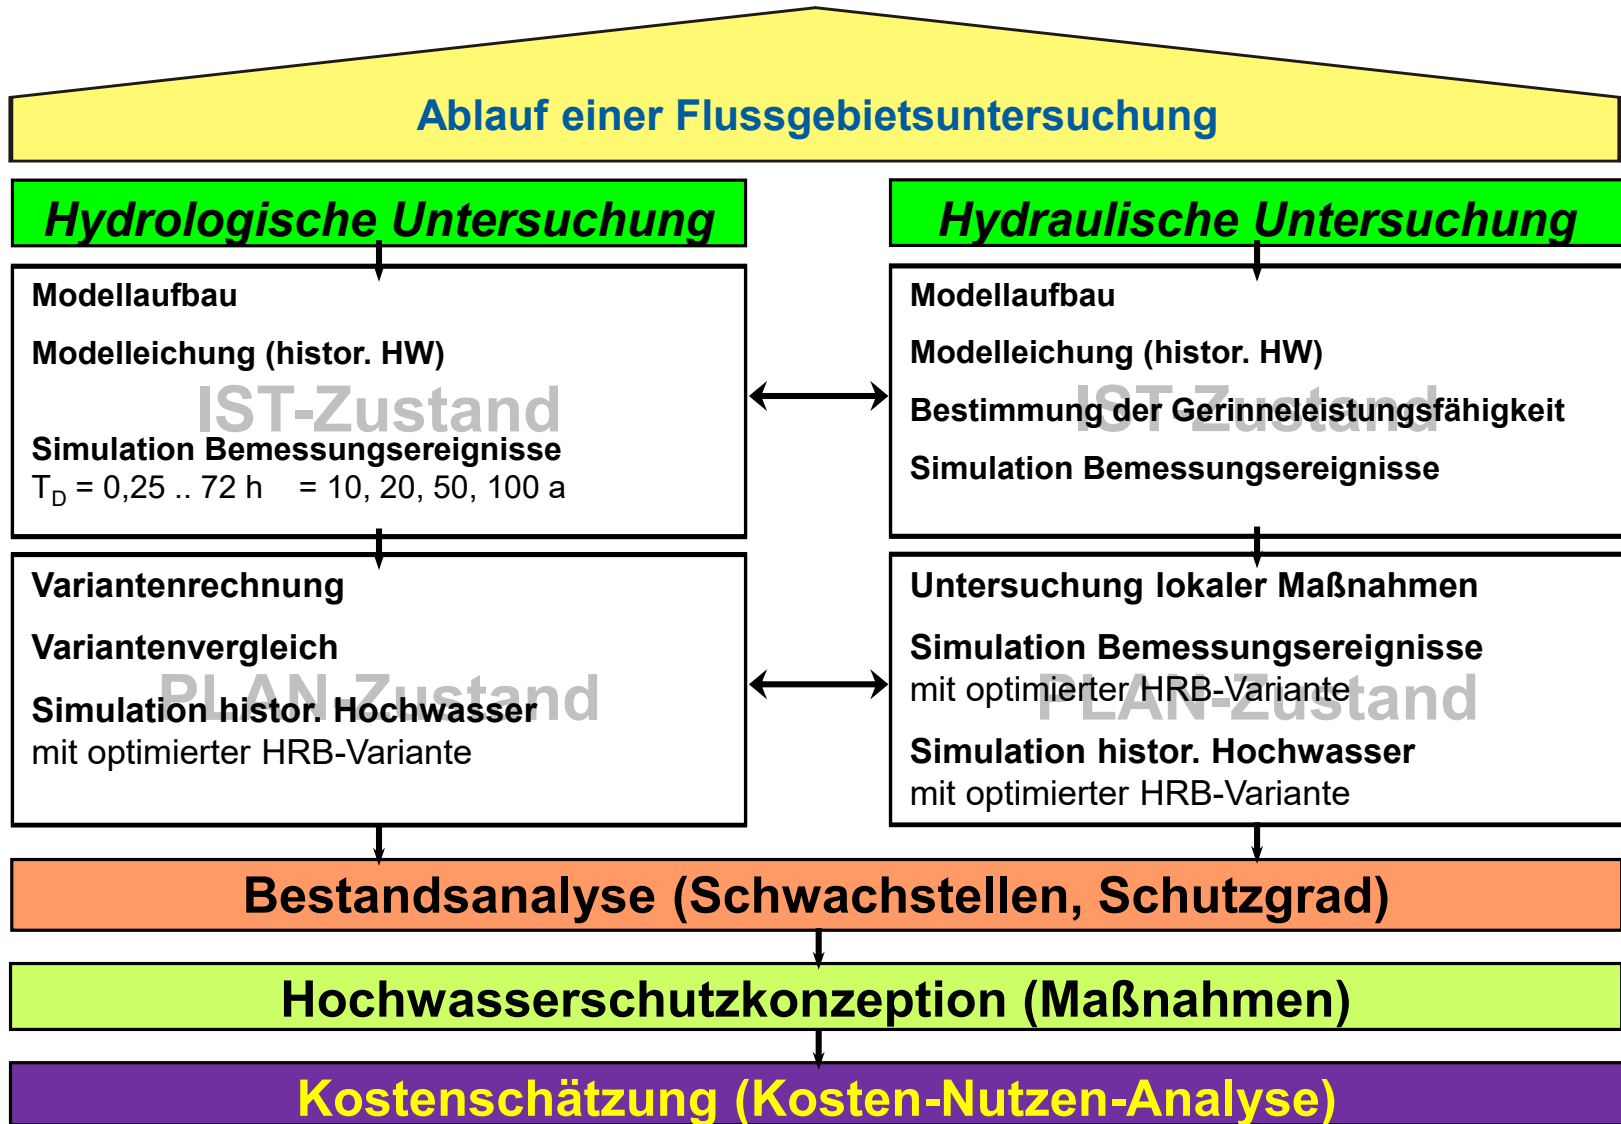 Ablauf einer Flussgebietsuntersuchung
Hydrologische Untersuchung
Modellaufbau
Modelleichung (histor. HW)
IST-Zustand
Simulation Bemessungsereignisse
T_D = 0,25 .. 72 h = 10, 20, 50, 100 a
Variantenrechnung
Variantenvergleich
PLAN-Zustand
Simulation histor. Hochwasser
mit optimierter HRB-Variante
Hydraulische Untersuchung
Modellaufbau
Modelleichung (histor. HW)
IST-Zustand
Bestimmung der Gerinneleistungsfähigkeit
Simulation Bemessungsereignisse
Untersuchung lokaler Maßnahmen
Simulation Bemessungsereignisse
mit optimierter HRB-Variante
PLAN-Zustand
Simulation histor. Hochwasser
mit optimierter HRB-Variante
Bestandsanalyse (Schwachstellen, Schutzgrad)
Hochwasserschutzkonzeption (Maßnahmen)
Kostenschätzung (Kosten-Nutzen-Analyse)